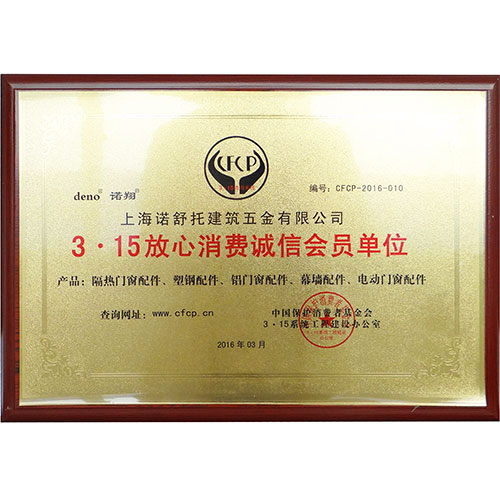 CFCP
deno® 诺翔®
编号: CFCP-2016-010
上海诺舒托建筑五金有限公司
3·15放心消费诚信会员单位
产品: 隔热门窗配件、塑钢配件、铝门窗配件、幕墙配件、电动门窗配件
查询网址: www.cfcp.cn
中国保护消费者基金会
3·15系统工程建设办公室
2016年03月